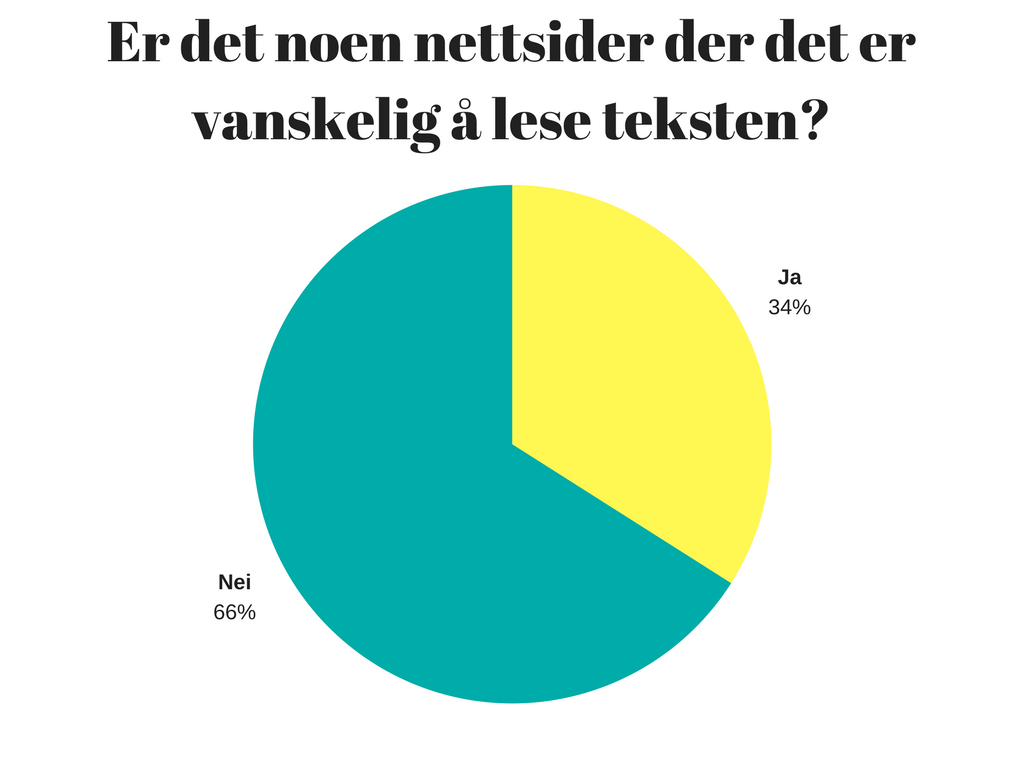 Er det noen nettsider der det er
vanskelig å lese teksten?
Ja
34%
Nei
66%